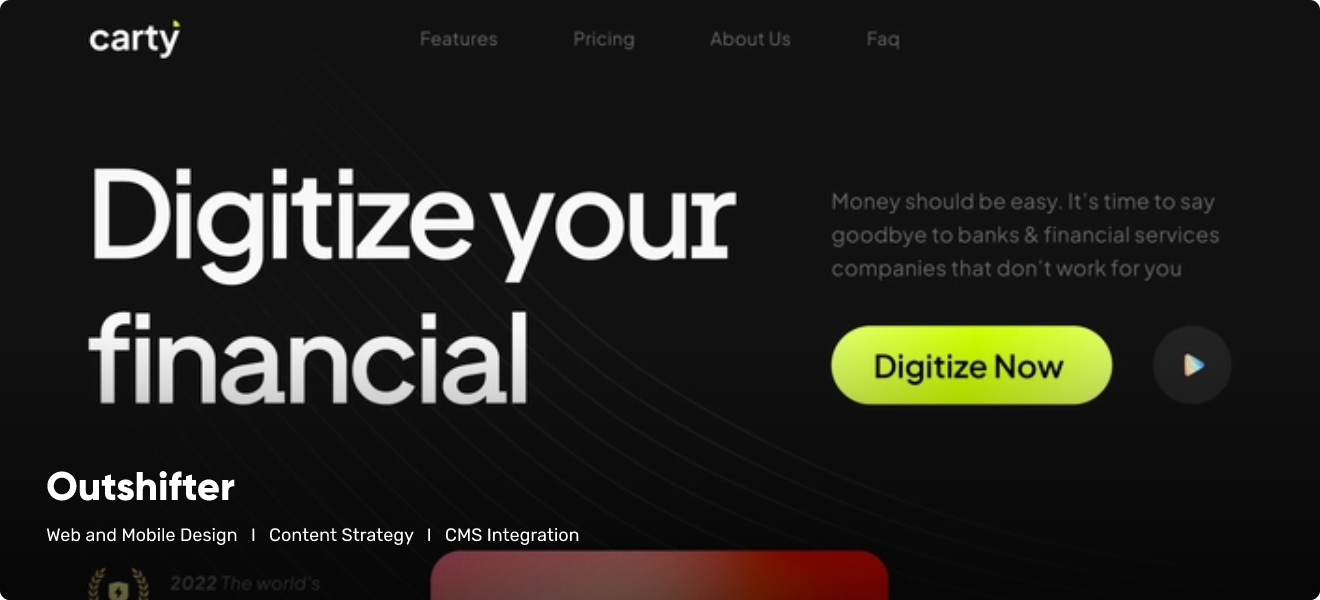 carty
Features Pricing About Us Faq
Digitize your
financial
Money should be easy. It's time to say
goodbye to banks & financial services
companies that don't work for you
Digitize Now
Outshifter
Web and Mobile Design I Content Strategy I CMS Integration
2022 The world's